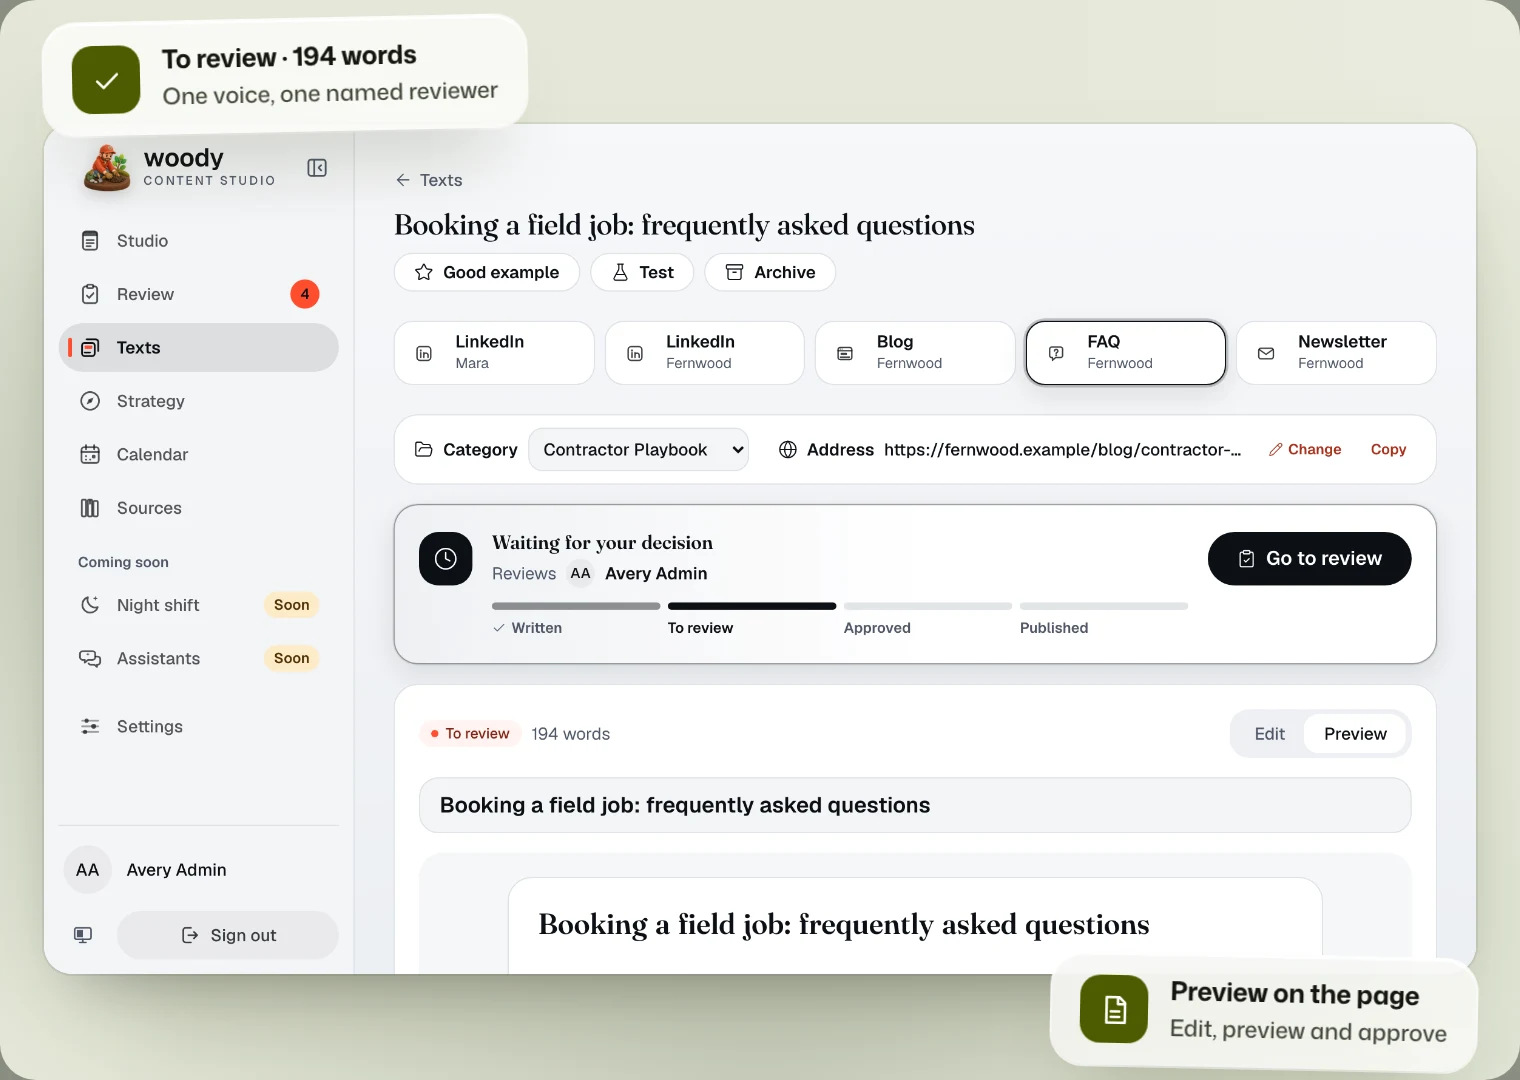 To review · 194 words
One voice, one named reviewer
woody
CONTENT STUDIO
Studio
Review
4
Texts
Strategy
Calendar
Sources
Coming soon
Night shift
Soon
Assistants
Soon
Settings
AA
Avery Admin
Sign out
Texts
Booking a field job: frequently asked questions
Good example
Test
Archive
LinkedIn
Mara
LinkedIn
Fernwood
Blog
Fernwood
FAQ
Fernwood
Newsletter
Fernwood
Category
Contractor Playbook
Address
https://fernwood.example/blog/contractor-...
Change
Copy
Waiting for your decision
Reviews AA Avery Admin
Go to review
Written
To review
Approved
Published
To review
194 words
Edit
Preview
Booking a field job: frequently asked questions
Booking a field job: frequently asked questions
Preview on the page
Edit, preview and approve